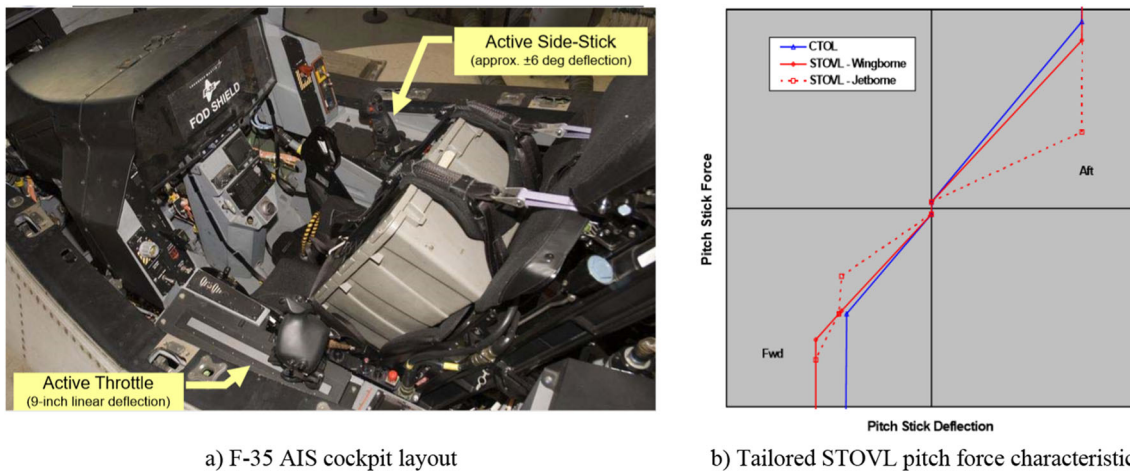 Active Side-Stick
(approx. ±6 deg deflection)
FOD SHIELD
Active Throttle
(9-inch linear deflection)
a) F-35 AIS cockpit layout
CTOL
STOVL - Wingborne
STOVL - Jetborne
Pitch Stick Force
Aft
Fwd
Pitch Stick Deflection
b) Tailored STOVL pitch force characteristic